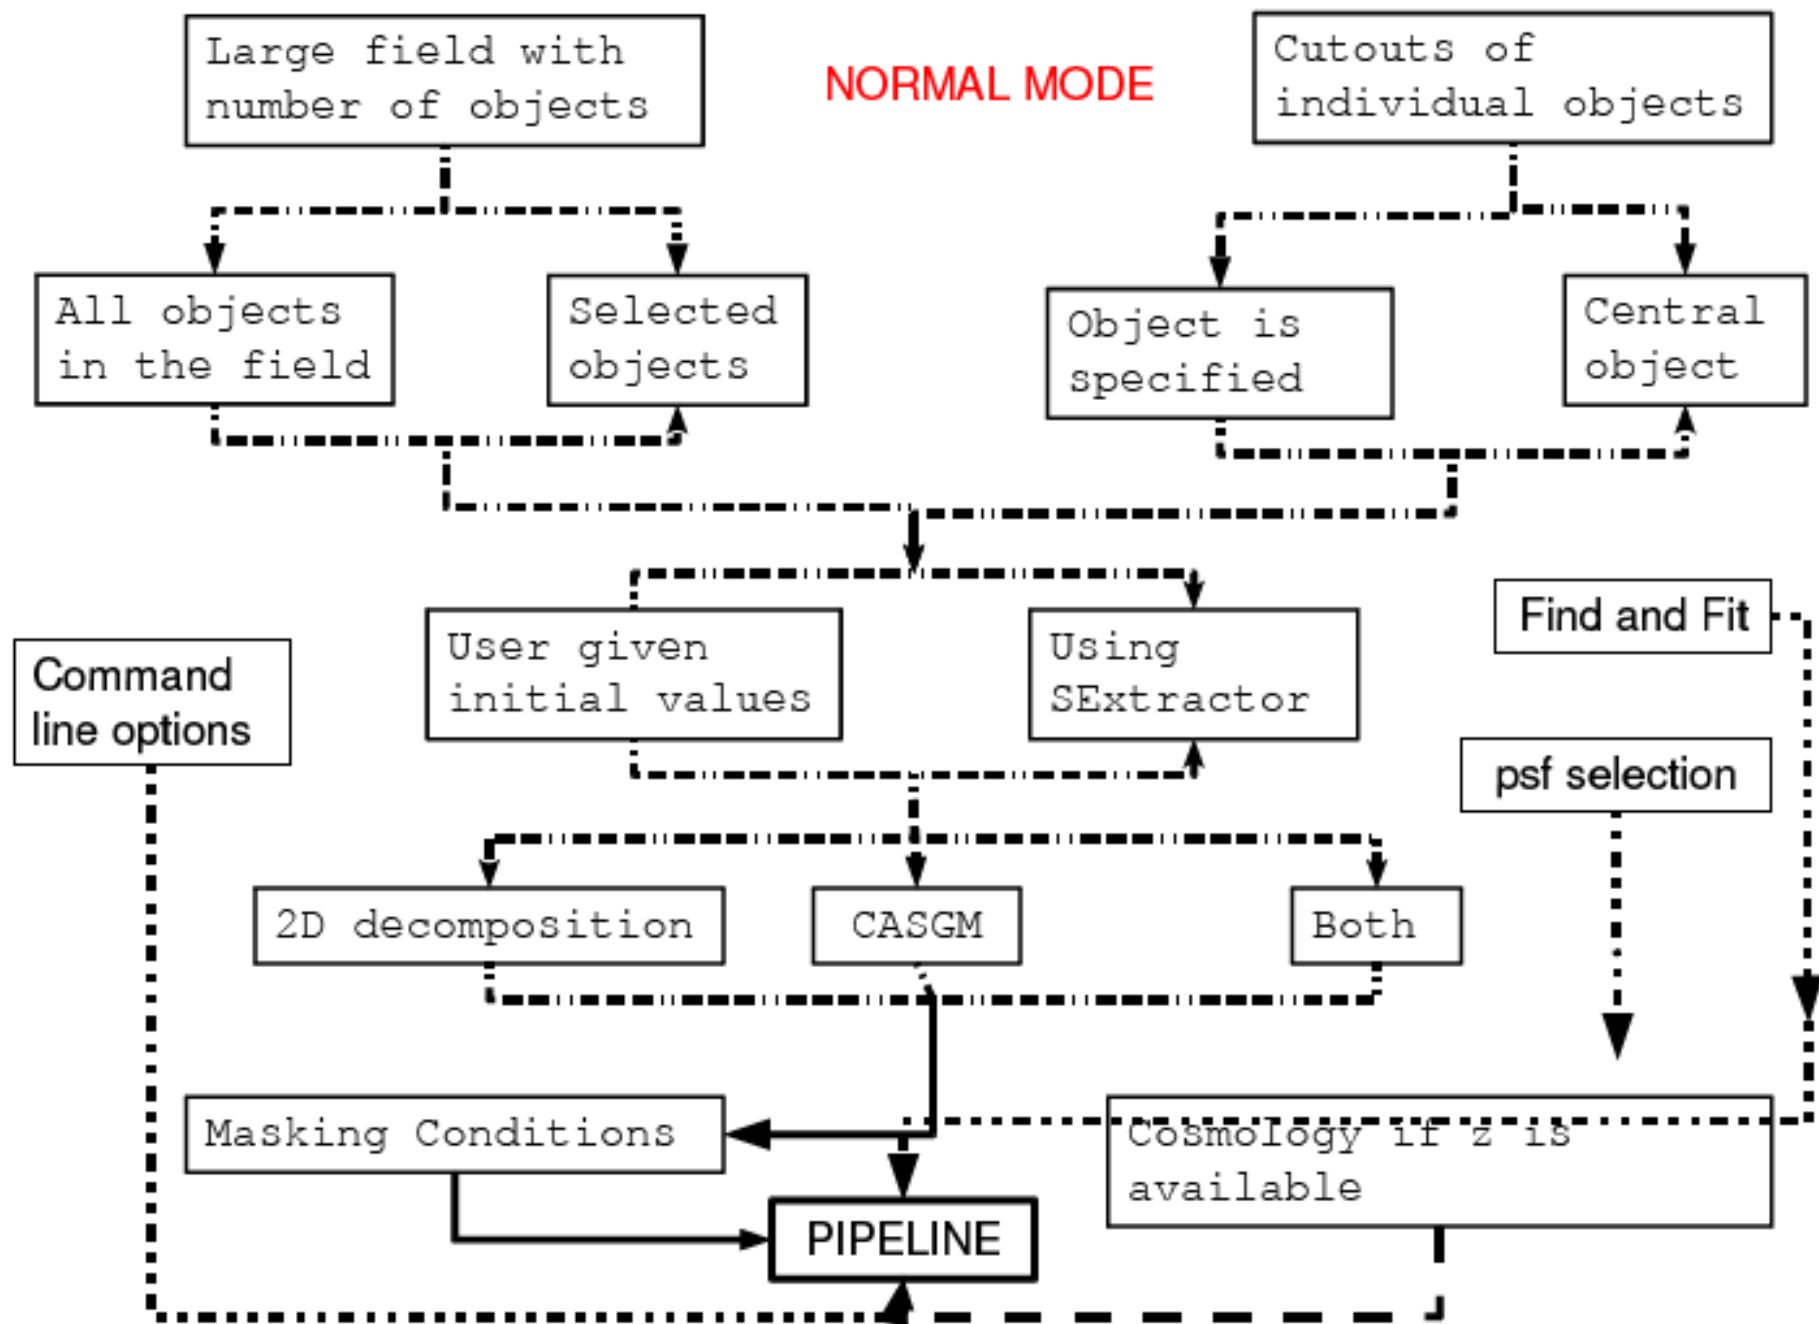 Large field with
number of objects
NORMAL MODE
Cutouts of
individual objects
All objects
in the field
Selected
objects
Object is
specified
Central
object
User given
initial values
Using
SExtractor
Find and Fit
Command
line options
psf selection
2D decomposition
CASGM
Both
Masking Conditions
Cosmology if z is
available
PIPELINE